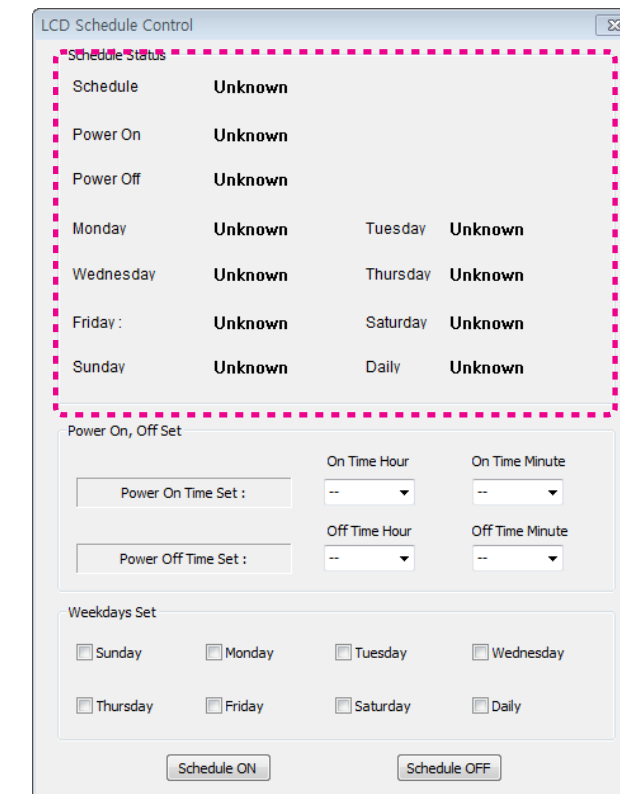 LCD Schedule Control
Schedule Status
Schedule Unknown
Power On Unknown
Power Off Unknown
Monday Unknown Tuesday Unknown
Wednesday Unknown Thursday Unknown
Friday : Unknown Saturday Unknown
Sunday Unknown Daily Unknown
Power On, Off Set
On Time Hour On Time Minute
Power On Time Set : -- --
Off Time Hour Off Time Minute
Power Off Time Set : -- --
Weekdays Set
Sunday Monday Tuesday Wednesday
Thursday Friday Saturday Daily
Schedule ON Schedule OFF